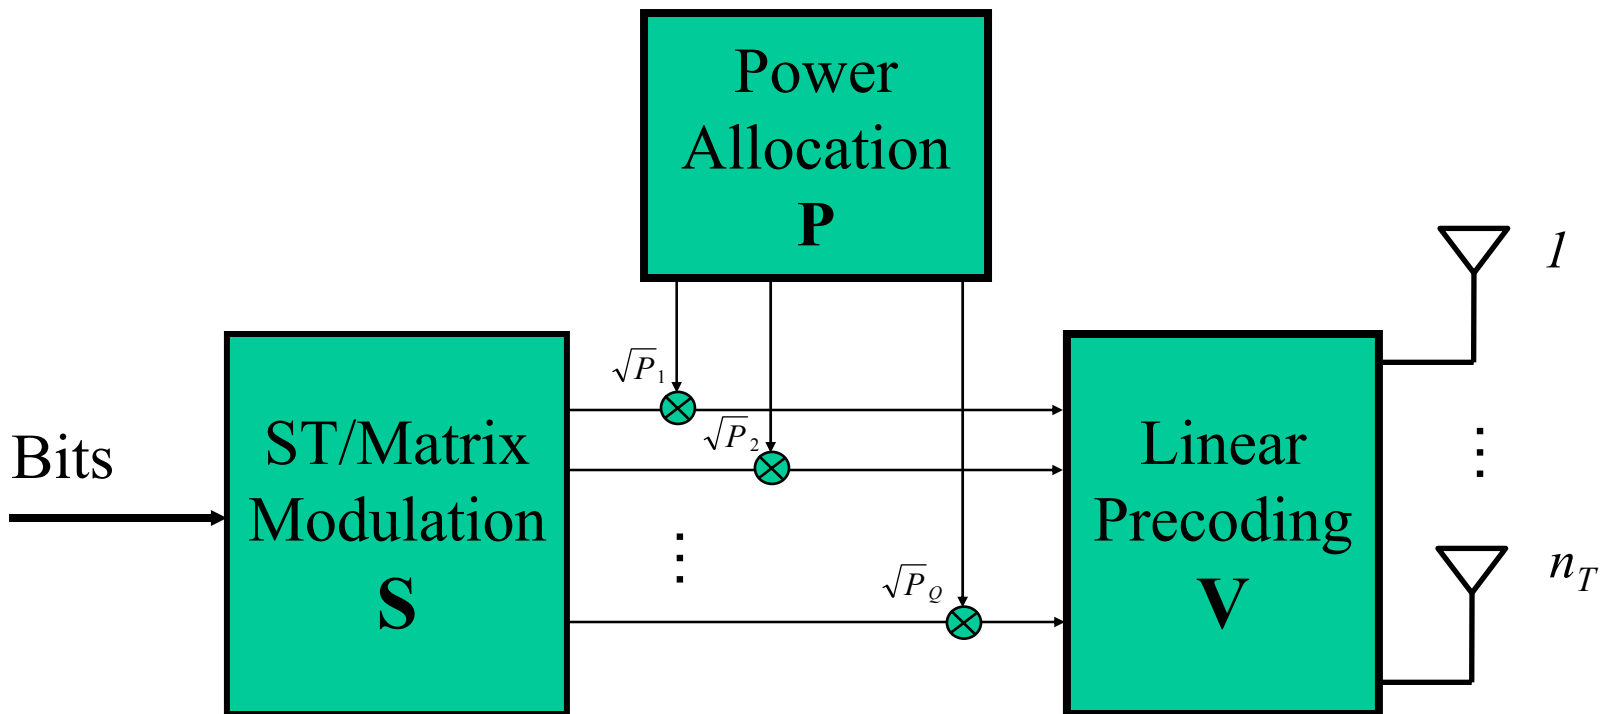 Power
Allocation
P
1
√P1
ST/Matrix
Modulation
S
Bits
√P2
Linear
Precoding
V
⋮
⋮
√PQ
nT